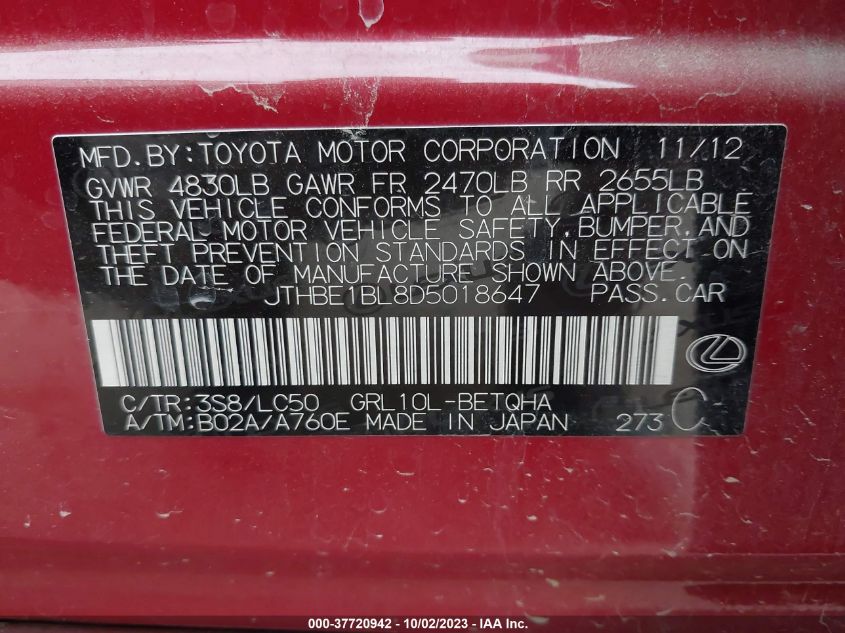 MFD.BY:TOYOTA MOTOR CORPORATION 11/12
GVWR 4830LB GAWR FR 2470LB RR 2655LB
THIS VEHICLE CONFORMS TO ALL APPLICABLE
FEDERAL MOTOR VEHICLE SAFETY,BUMPER,AND
THEFT PREVENTION STANDARDS IN EFFECT ON
THE DATE OF MANUFACTURE SHOWN ABOVE.
JTHBE1BL8D5018647 PASS.CAR
C/TR:3S8/LC50 GRL10L-BETQHA
A/TM:B02A/A760E MADE IN JAPAN 273 C
000-37720942 - 10/02/2023 - IAA Inc.